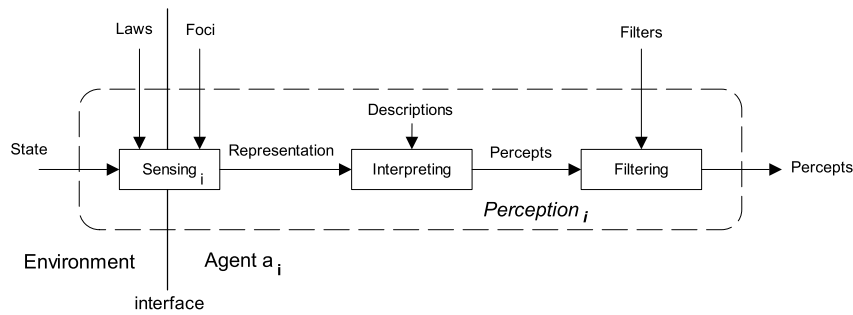 Laws
Foci
Filters
Descriptions
State
Sensing i
Representation
Interpreting
Percepts
Filtering
Percepts
Perception i
Environment
Agent a i
interface